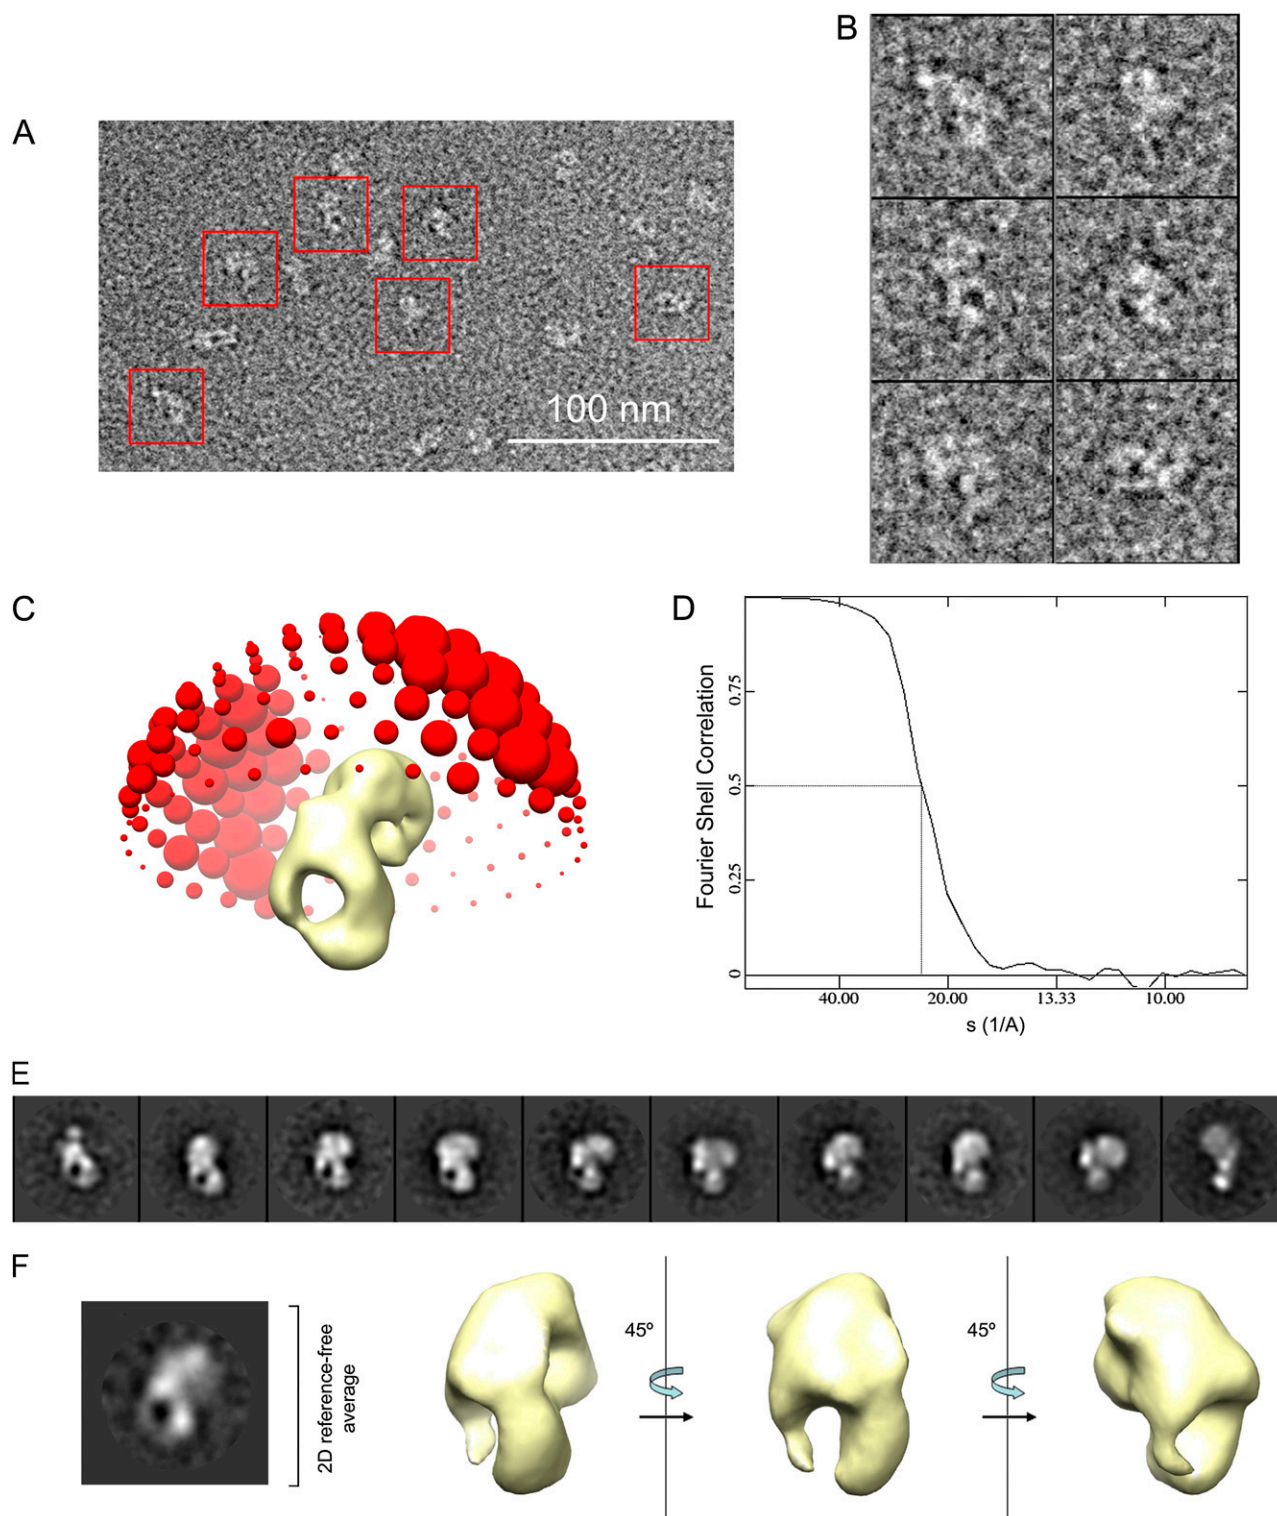 A
B
100 nm
C
D
Fourier Shell Correlation
0.75
0.5
0.25
0
40.00
20.00
13.33
10.00
s (1/A)
E
F
2D reference-free
average
45º
45º